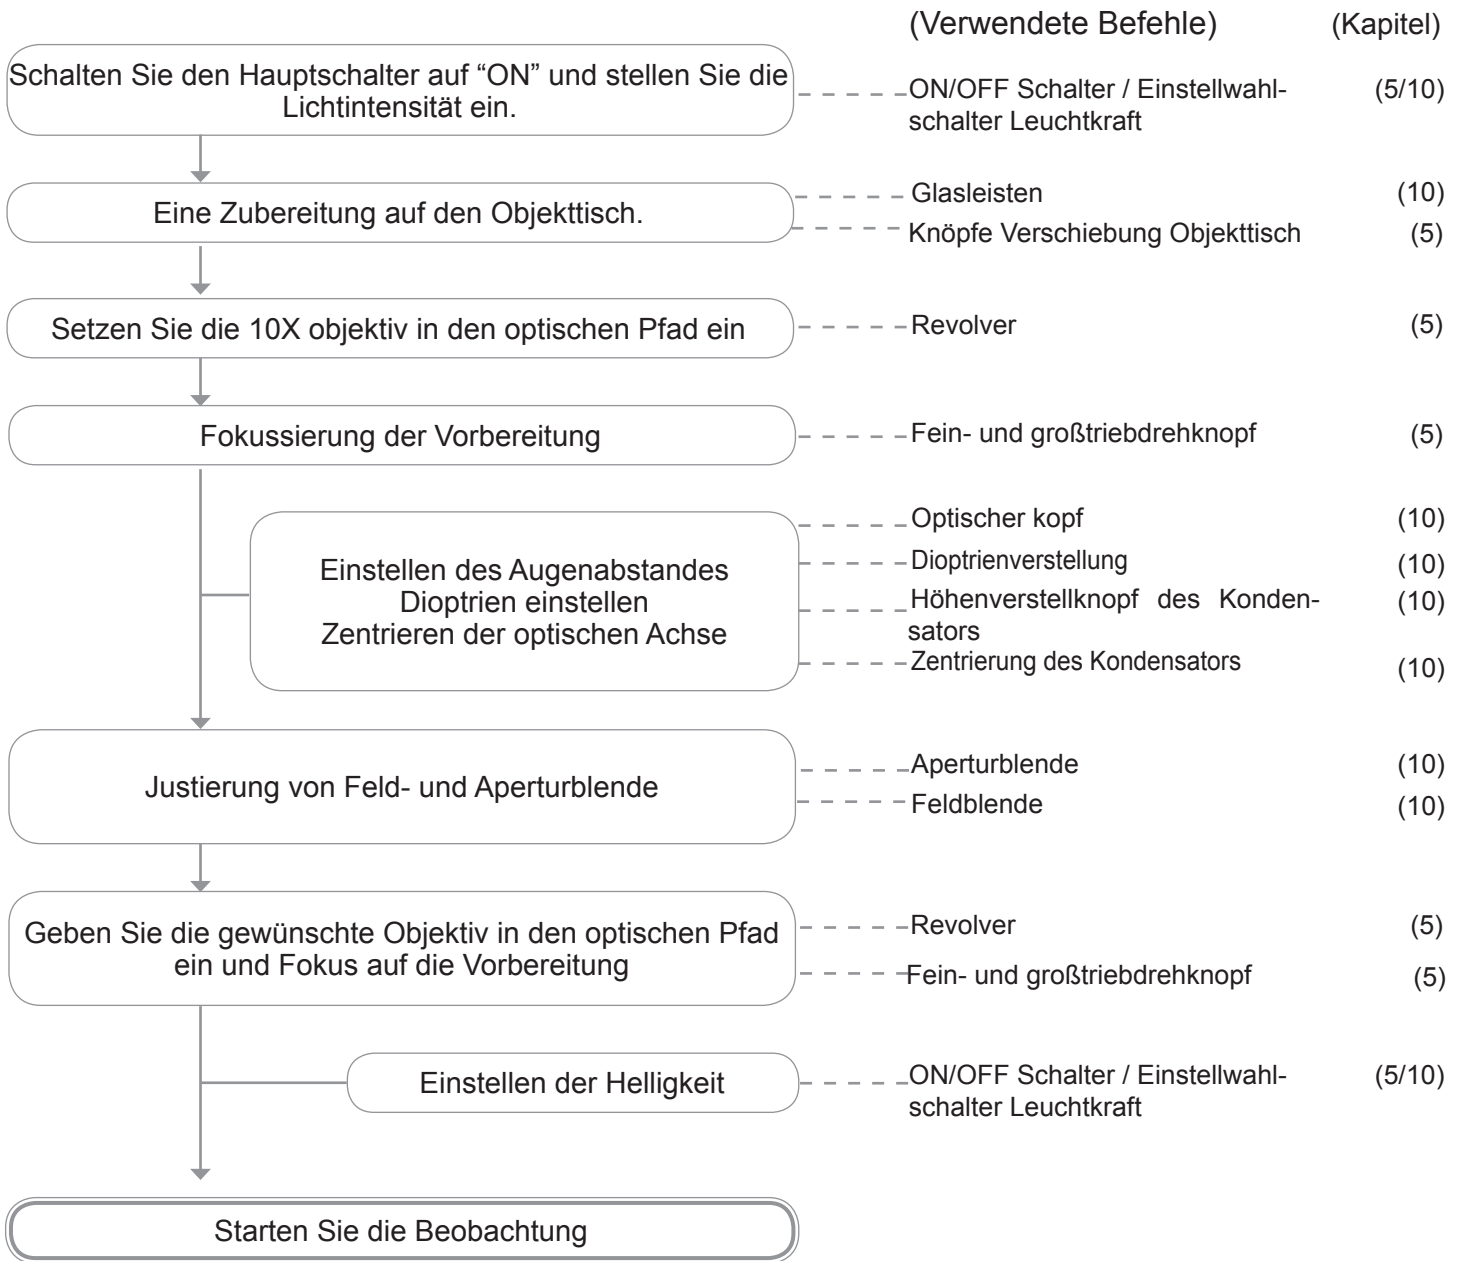 (Verwendete Befehle) (Kapitel)
Schalten Sie den Hauptschalter auf “ON” und stellen Sie die
Lichtintensität ein.
ON/OFF Schalter / Einstellwahl- (5/10)
schalter Leuchtkraft
Eine Zubereitung auf den Objekttisch.
Glasleisten (10)
Knöpfe Verschiebung Objekttisch (5)
Setzen Sie die 10X objektiv in den optischen Pfad ein
Revolver (5)
Fokussierung der Vorbereitung
Fein- und großtriebdrehknopf (5)
Einstellen des Augenabstandes
Dioptrien einstellen
Zentrieren der optischen Achse
Optischer kopf (10)
Dioptrienverstellung (10)
Höhenverstellknopf des Konden- (10)
sators
Zentrierung des Kondensators (10)
Justierung von Feld- und Aperturblende
Aperturblende (10)
Feldblende (10)
Geben Sie die gewünschte Objektiv in den optischen Pfad
ein und Fokus auf die Vorbereitung
Revolver (5)
Fein- und großtriebdrehknopf (5)
Einstellen der Helligkeit
ON/OFF Schalter / Einstellwahl- (5/10)
schalter Leuchtkraft
Starten Sie die Beobachtung